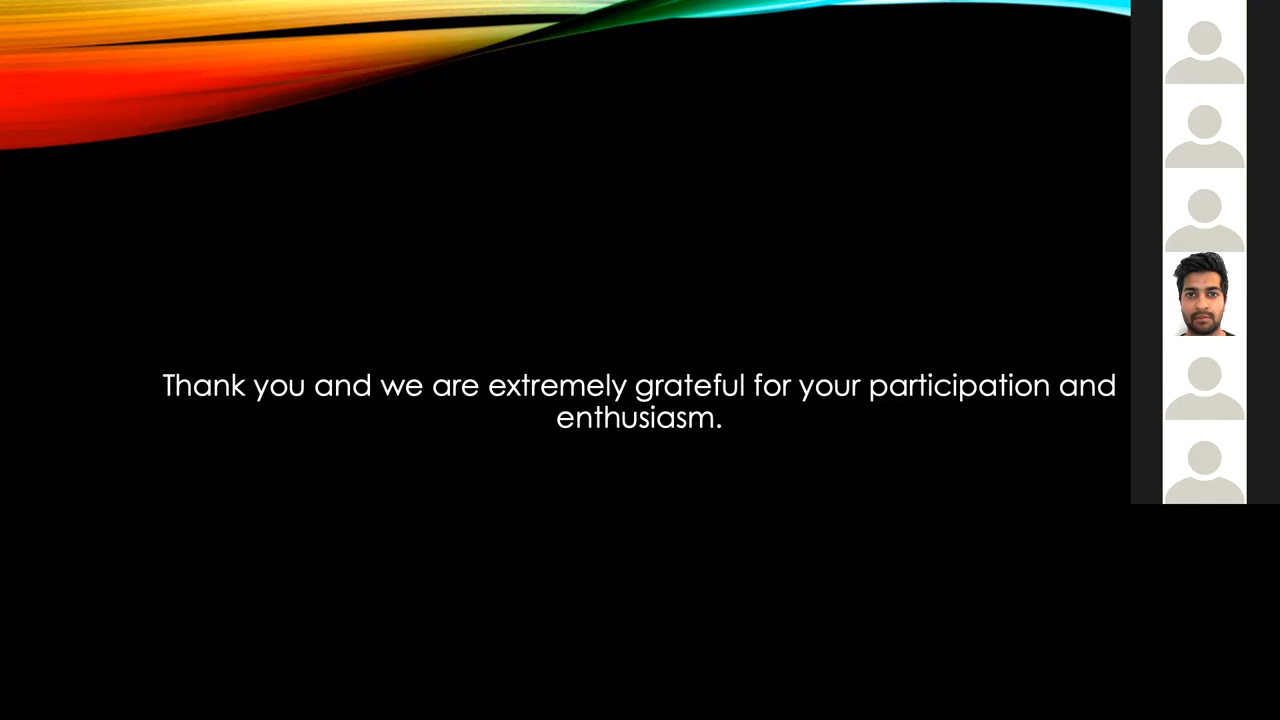 Thank you and we are extremely grateful for your participation and
enthusiasm.